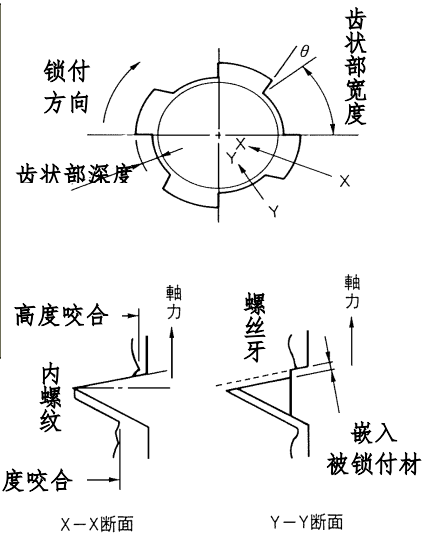 锁付
方向
θ
齿状部宽度
齿状部深度
X
Y
X
Y
高度咬合
軸力
螺丝牙
軸力
内螺纹
嵌入
被锁付材
度咬合
X－X断面
Y－Y断面